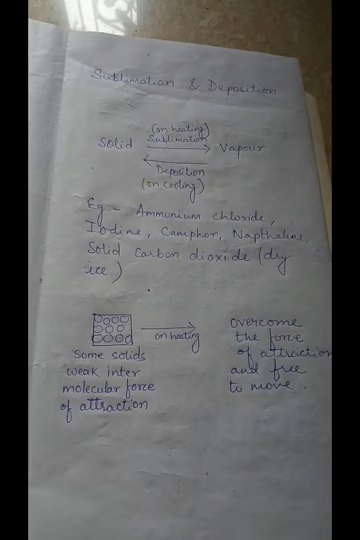 Sublimation & Deposition
(on heating)
Sublimation
Solid Vapour
Deposition
(on cooling)
Eg - Ammonium chloride,
Iodine, Camphor, Napthaline,
Solid Carbon dioxide (dry
ice)
on heating
Some solids
weak inter
molecular force
of attraction
overcome
the force
of attraction
and free
to move.